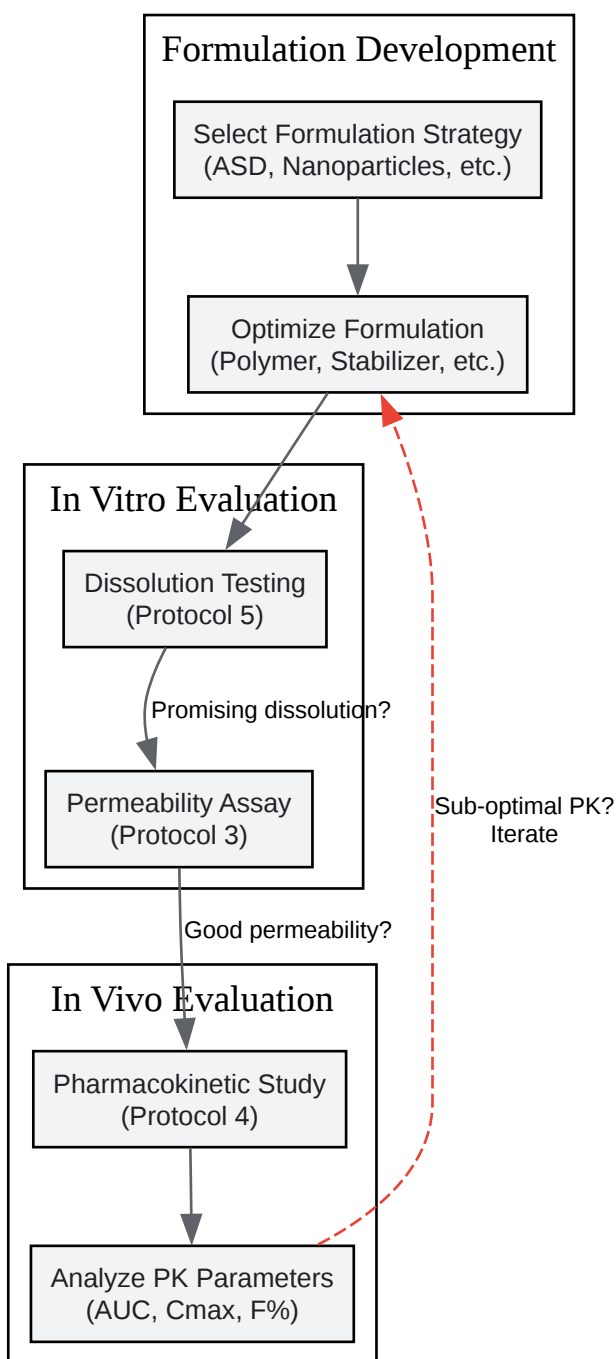 Formulation Development
Select Formulation Strategy
(ASD, Nanoparticles, etc.)
Optimize Formulation
(Polymer, Stabilizer, etc.)
In Vitro Evaluation
Dissolution Testing
(Protocol 5)
Promising dissolution?
Permeability Assay
(Protocol 3)
Sub-optimal PK?
Iterate
Good permeability?
In Vivo Evaluation
Pharmacokinetic Study
(Protocol 4)
Analyze PK Parameters
(AUC, Cmax, F%)